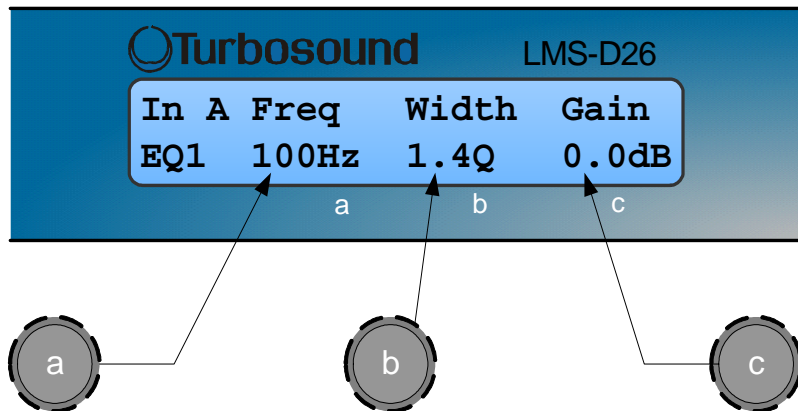 Turbosound LMS-D26
In A Freq Width Gain
EQ1 100Hz 1.4Q 0.0dB
a b c
a b c